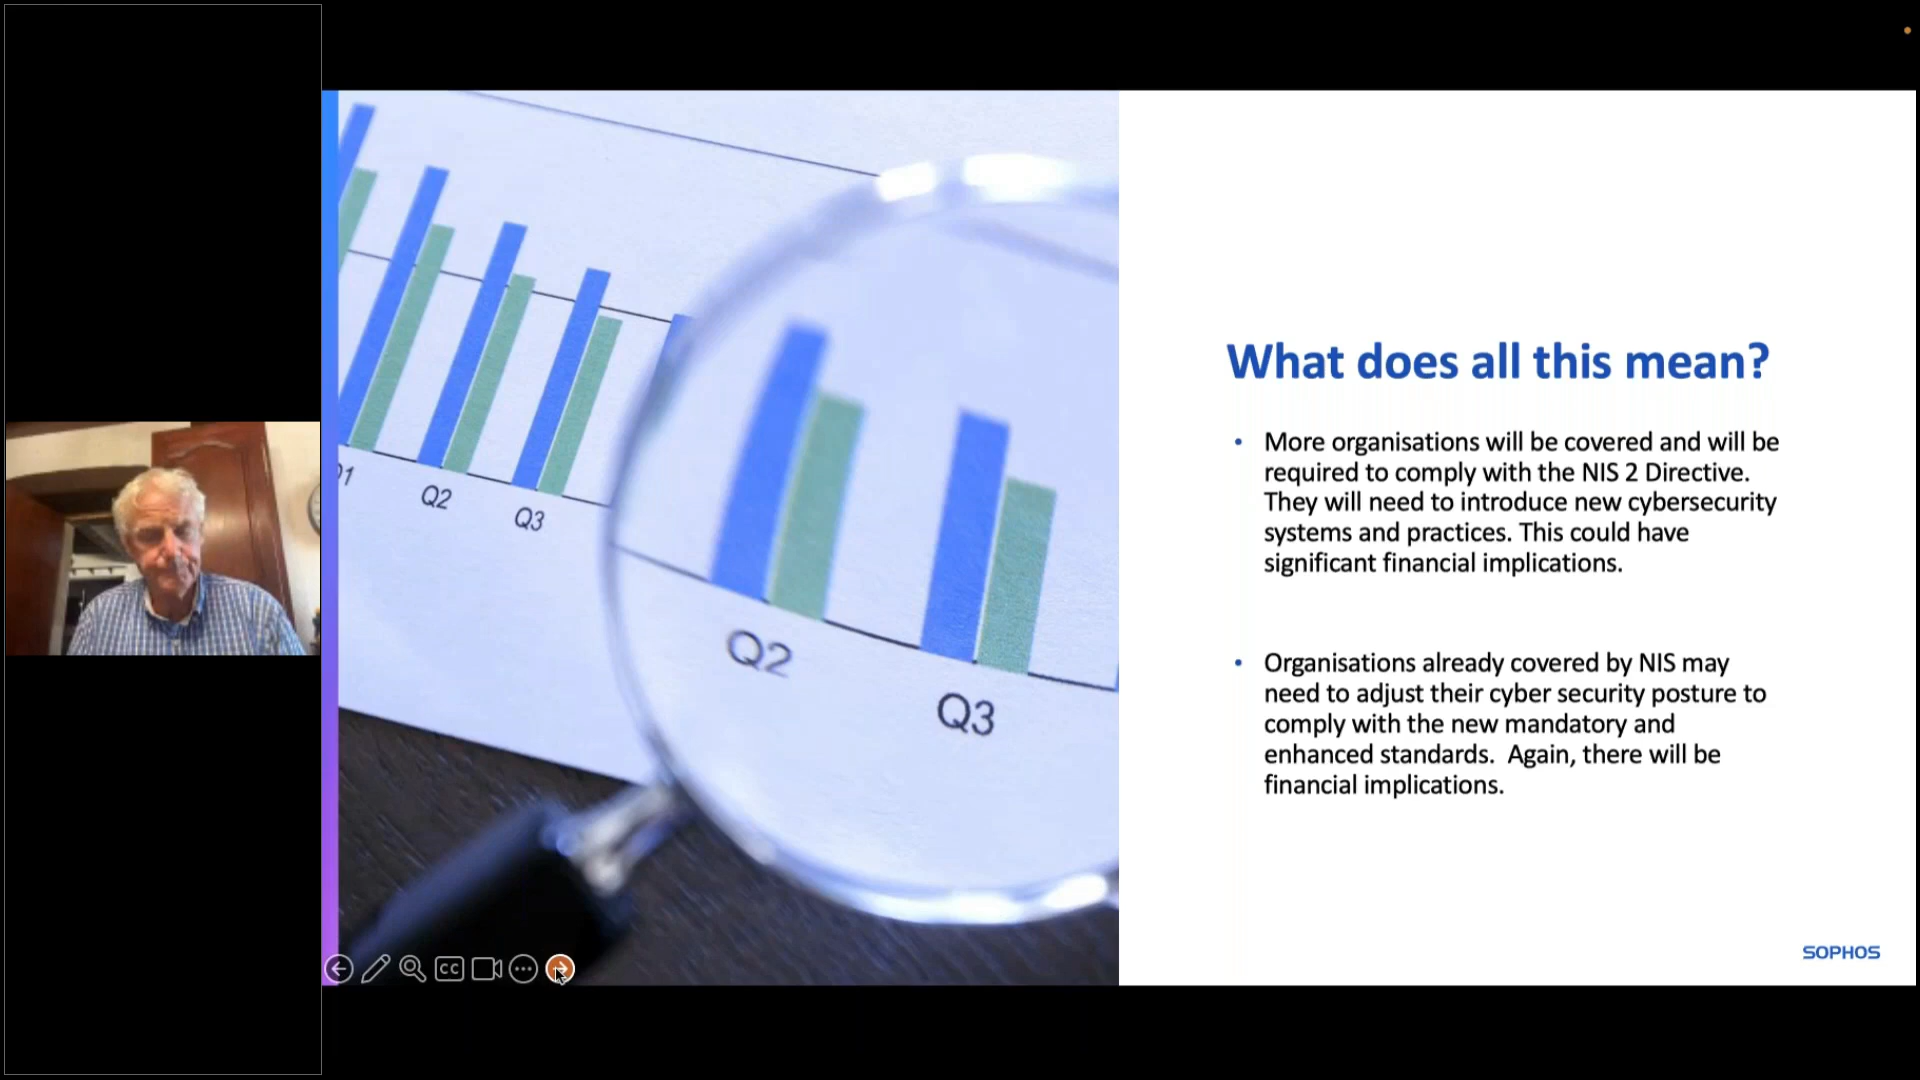 Q2
Q3
Q2
Q3
What does all this mean?
• More organisations will be covered and will be
required to comply with the NIS 2 Directive.
They will need to introduce new cybersecurity
systems and practices. This could have
significant financial implications.
• Organisations already covered by NIS may
need to adjust their cyber security posture to
comply with the new mandatory and
enhanced standards.  Again, there will be
financial implications.
CC
SOPHOS